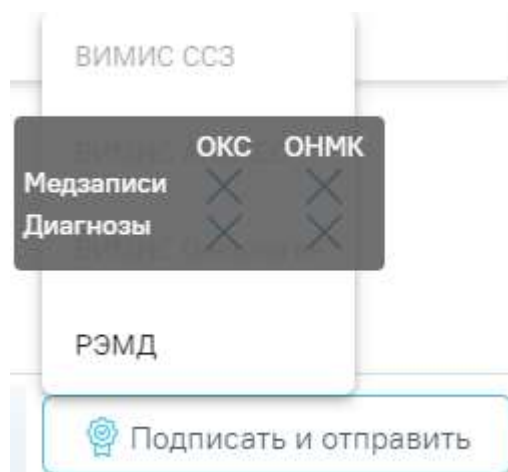 ВИМИС ССЗ
ОКС ОНМК
Медзаписи
Диагнозы
РЭМД
Подписать и отправить